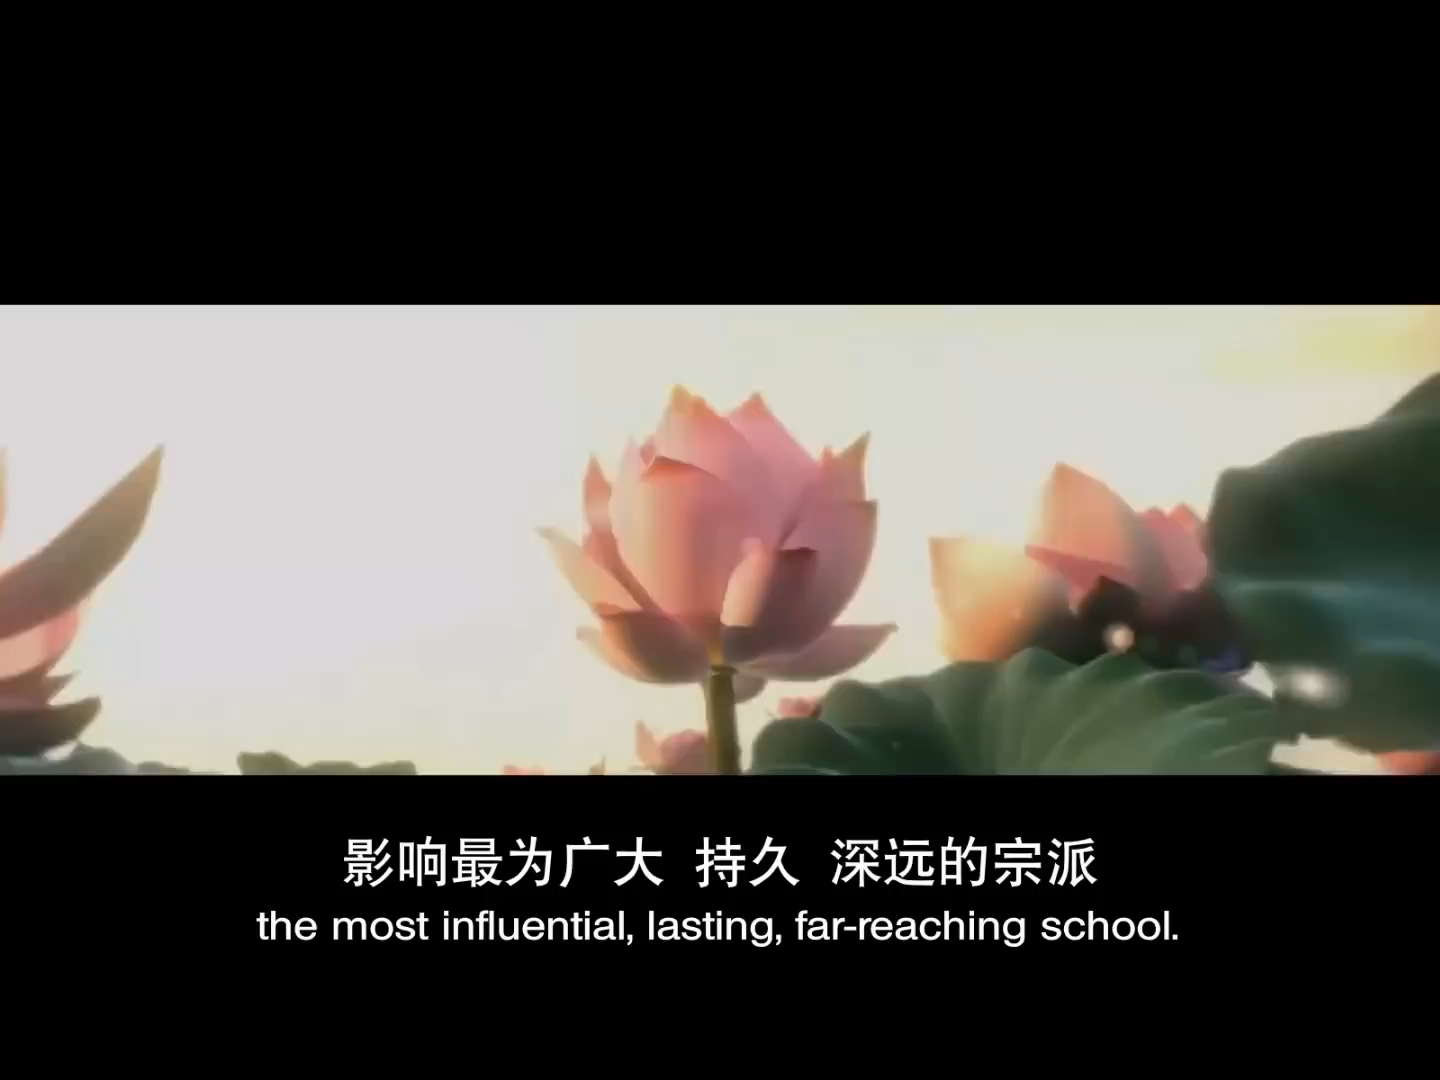 影响最为广大 持久 深远的宗派
the most influential, lasting, far-reaching school.